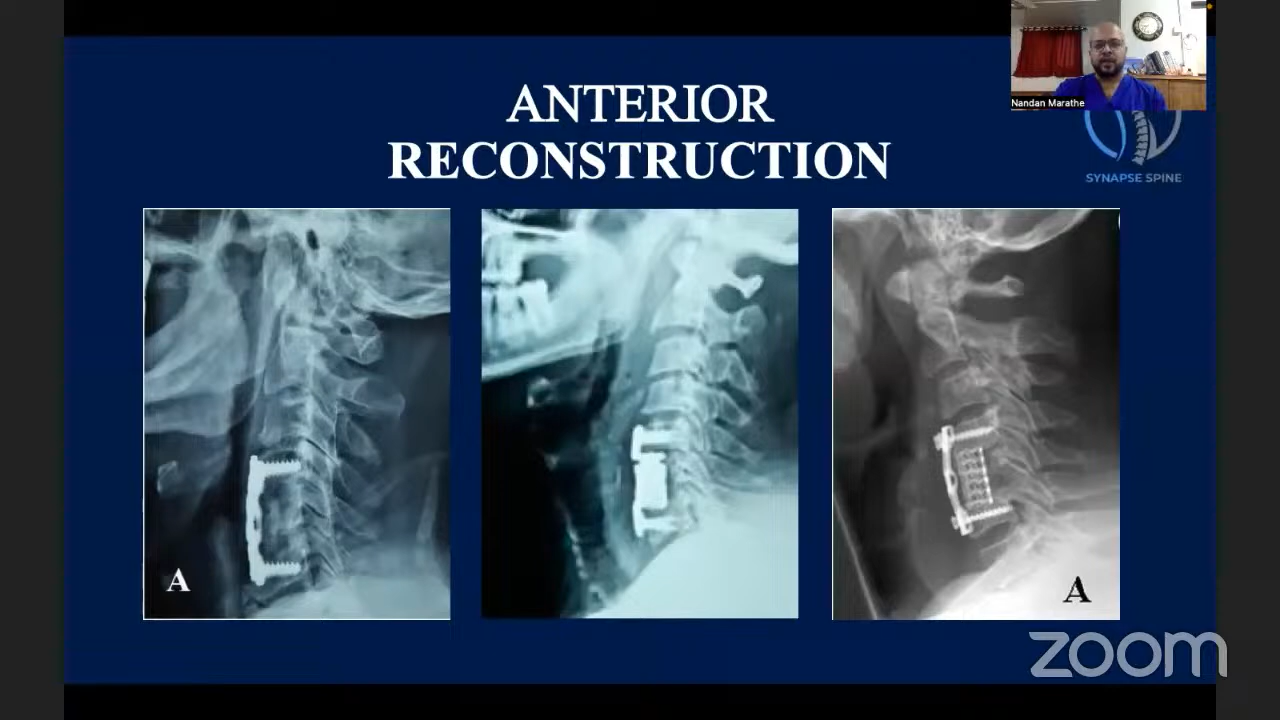 Nandan Marathe
ANTERIOR
RECONSTRUCTION
SYNAPSE SPINE
A
A
zoom